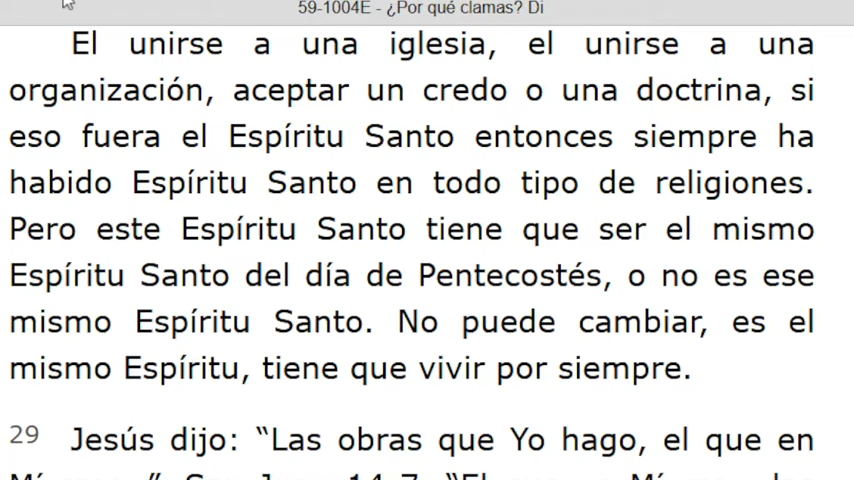 59-1004E - ¿Por qué clamas? Di
El unirse a una iglesia, el unirse a una
organización, aceptar un credo o una doctrina, si
eso fuera el Espíritu Santo entonces siempre ha
habido Espíritu Santo en todo tipo de religiones.
Pero este Espíritu Santo tiene que ser el mismo
Espíritu Santo del día de Pentecostés, o no es ese
mismo Espíritu Santo. No puede cambiar, es el
mismo Espíritu, tiene que vivir por siempre.
29 Jesús dijo: “Las obras que Yo hago, el que en